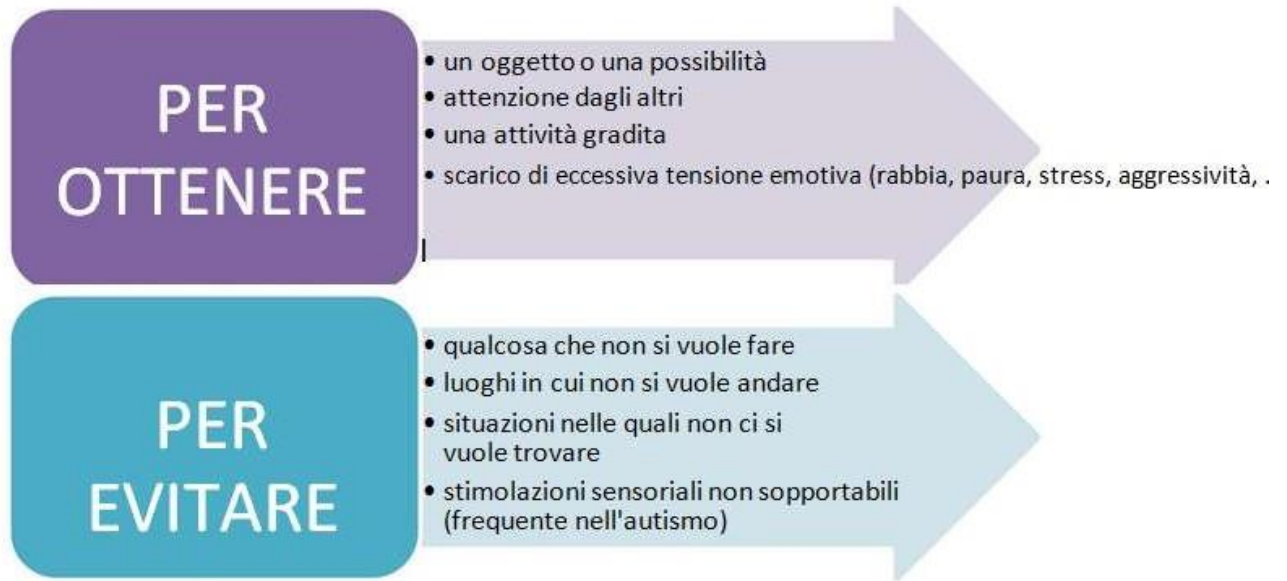 PER
OTTENERE
• un oggetto o una possibilità
• attenzione dagli altri
• una attività gradita
• scarico di eccessiva tensione emotiva (rabbia, paura, stress, aggressività, .
PER
EVITARE
• qualcosa che non si vuole fare
• luoghi in cui non si vuole andare
• situazioni nelle quali non ci si
vuole trovare
• stimolazioni sensoriali non sopportabili
(frequente nell'autismo)